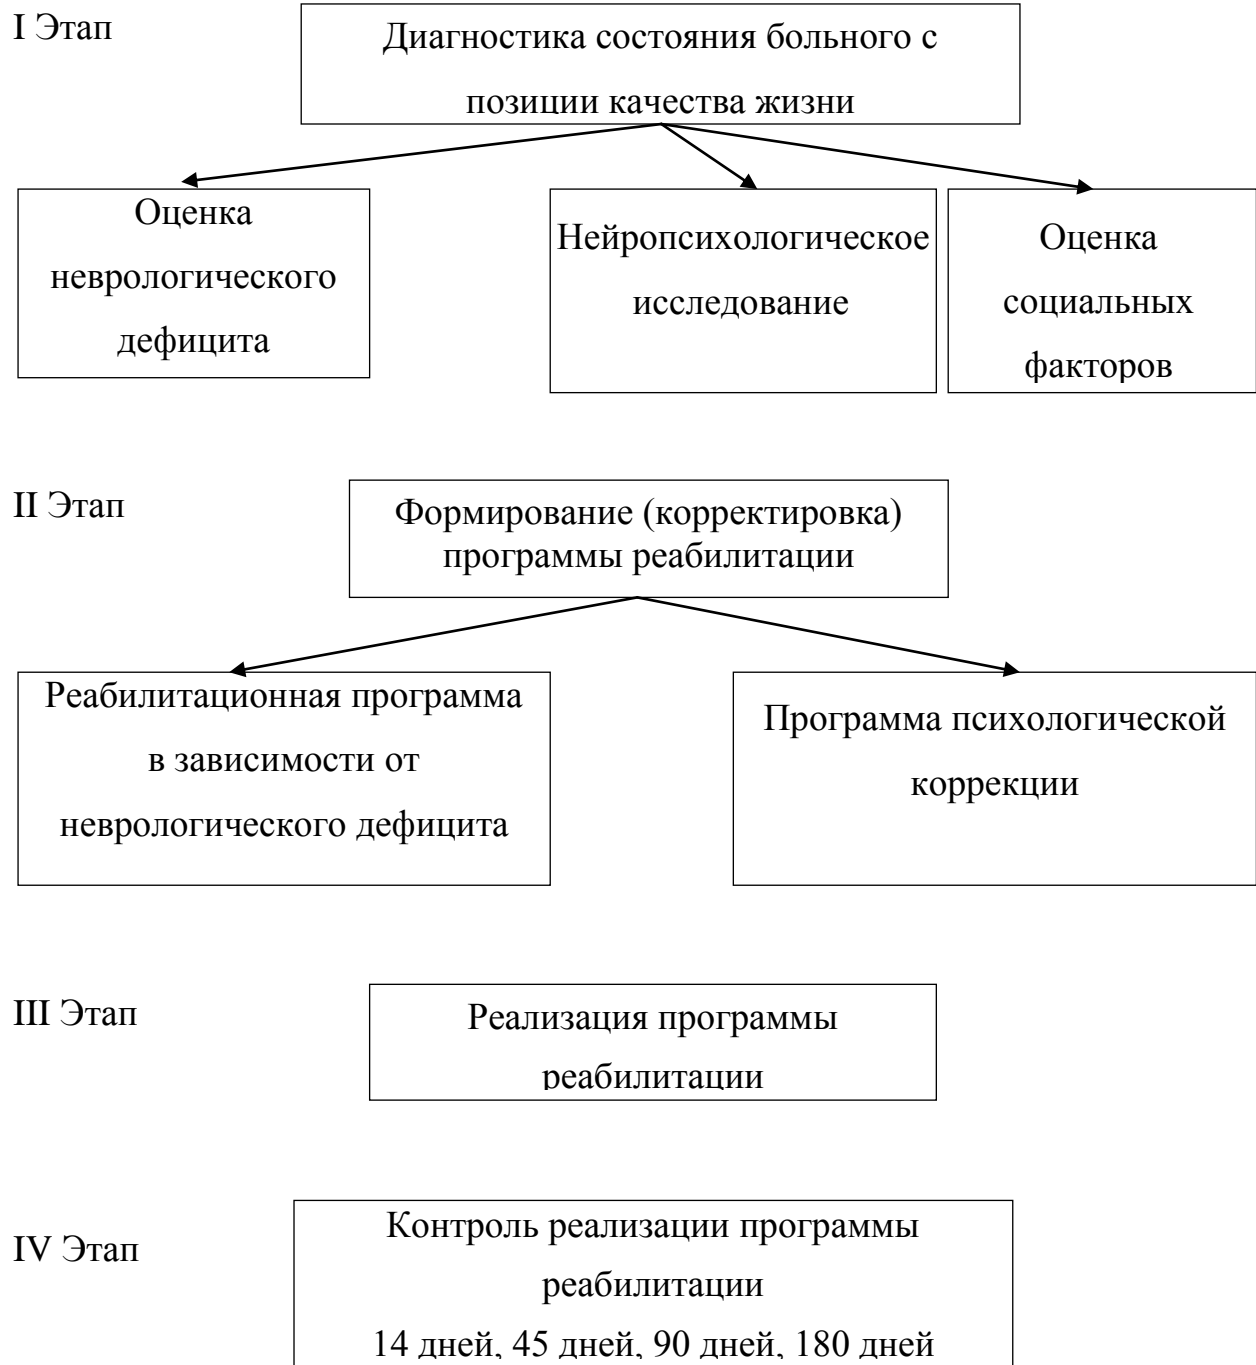 I Этап
Диагностика состояния больного с
позиции качества жизни
Оценка
неврологического
дефицита
Нейропсихологическое
исследование
Оценка
социальных
факторов
II Этап
Формирование (корректировка)
программы реабилитации
Реабилитационная программа
в зависимости от
неврологического дефицита
Программа психологической
коррекции
III Этап
Реализация программы
реабилитации
IV Этап
Контроль реализации программы
реабилитации
14 дней, 45 дней, 90 дней, 180 дней